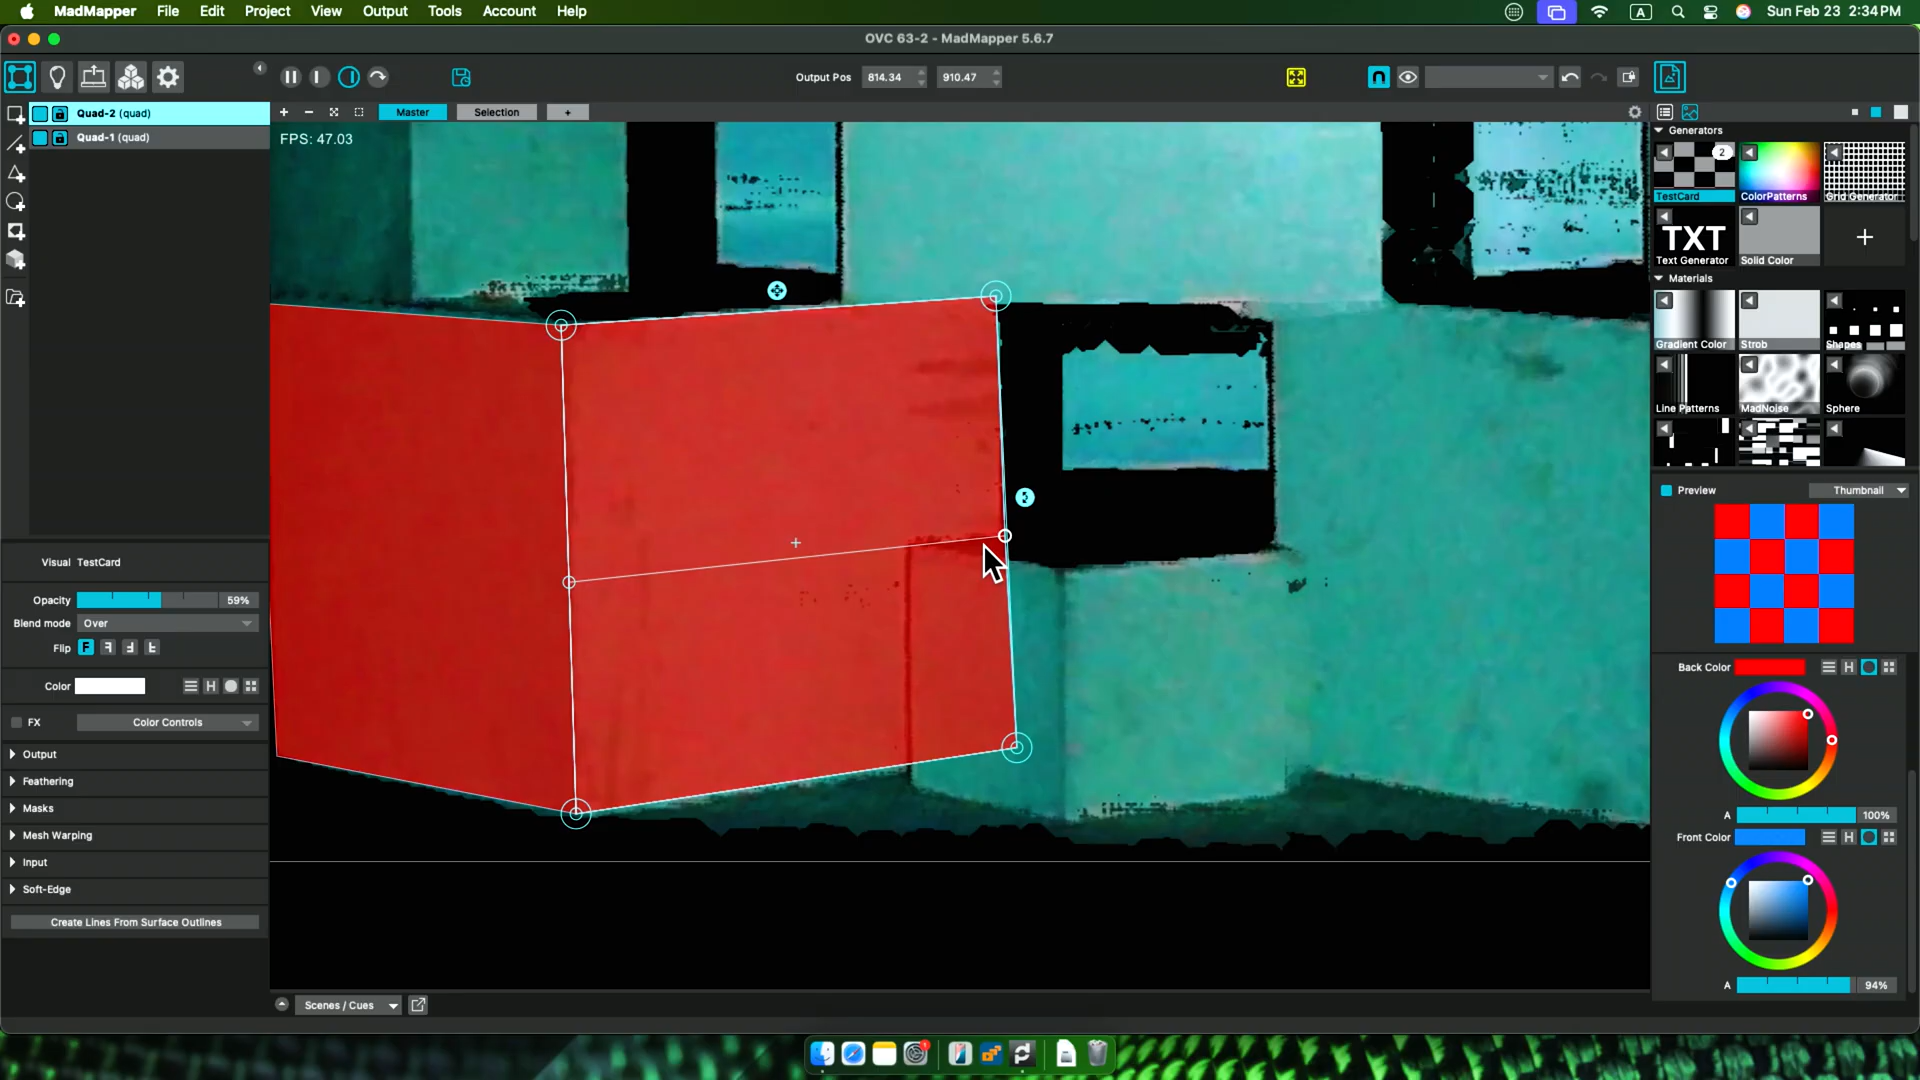 MadMapper File Edit Project View Output Tools Account Help
A
Sun Feb 23 2:34 PM
OVC 63-2 - MadMapper 5.6.7
Output Pos 814.34 910.47
Quad-2 (quad)
Quad-1 (quad)
Master Selection +
FPS: 47.03
Generators
2
TestCard ColorPatterns Grid Generator
TXT
Text Generator Solid Color
Materials
Gradient Color Strob Shapes
Line Patterns MadNoise Sphere
Preview Thumbnail
Visual TestCard
Opacity 59%
Blend mode Over
Flip
Color H
FX Color Controls
Output
Feathering
Masks
Mesh Warping
Input
Soft-Edge
Create Lines From Surface Outlines
Back Color H
A 100%
Front Color H
A 94%
Scenes / Cues